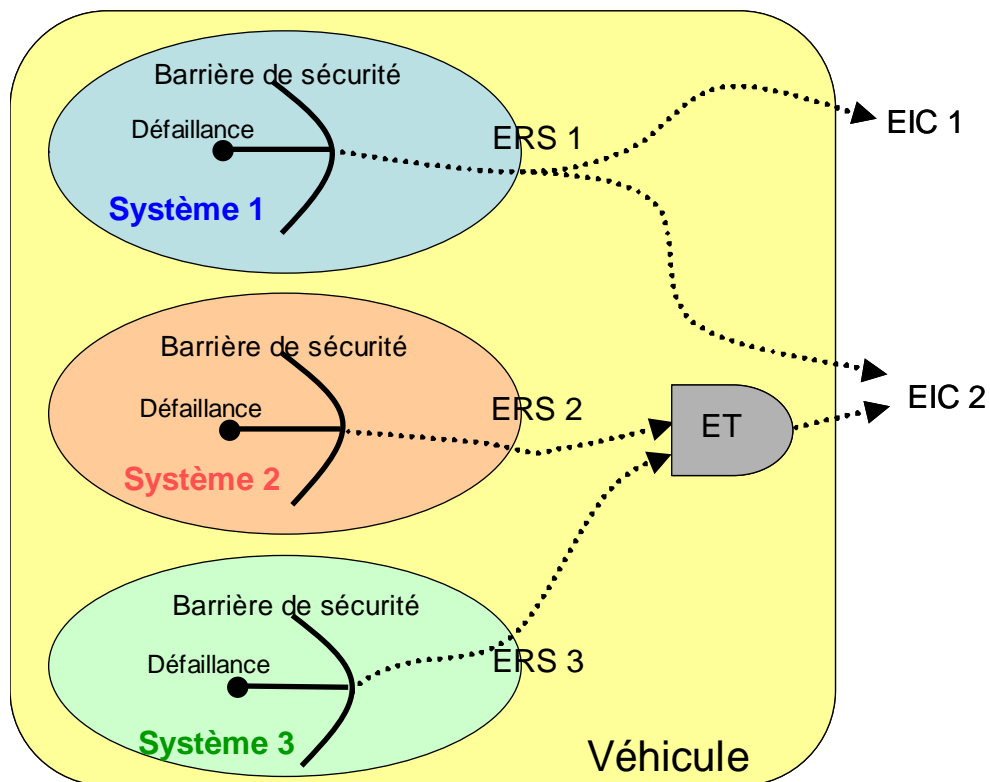 Barrière de sécurité
Défaillance
ERS 1
EIC 1
Système 1
Barrière de sécurité
Défaillance
ERS 2
ET
EIC 2
Système 2
Barrière de sécurité
Défaillance
ERS 3
Système 3
Véhicule